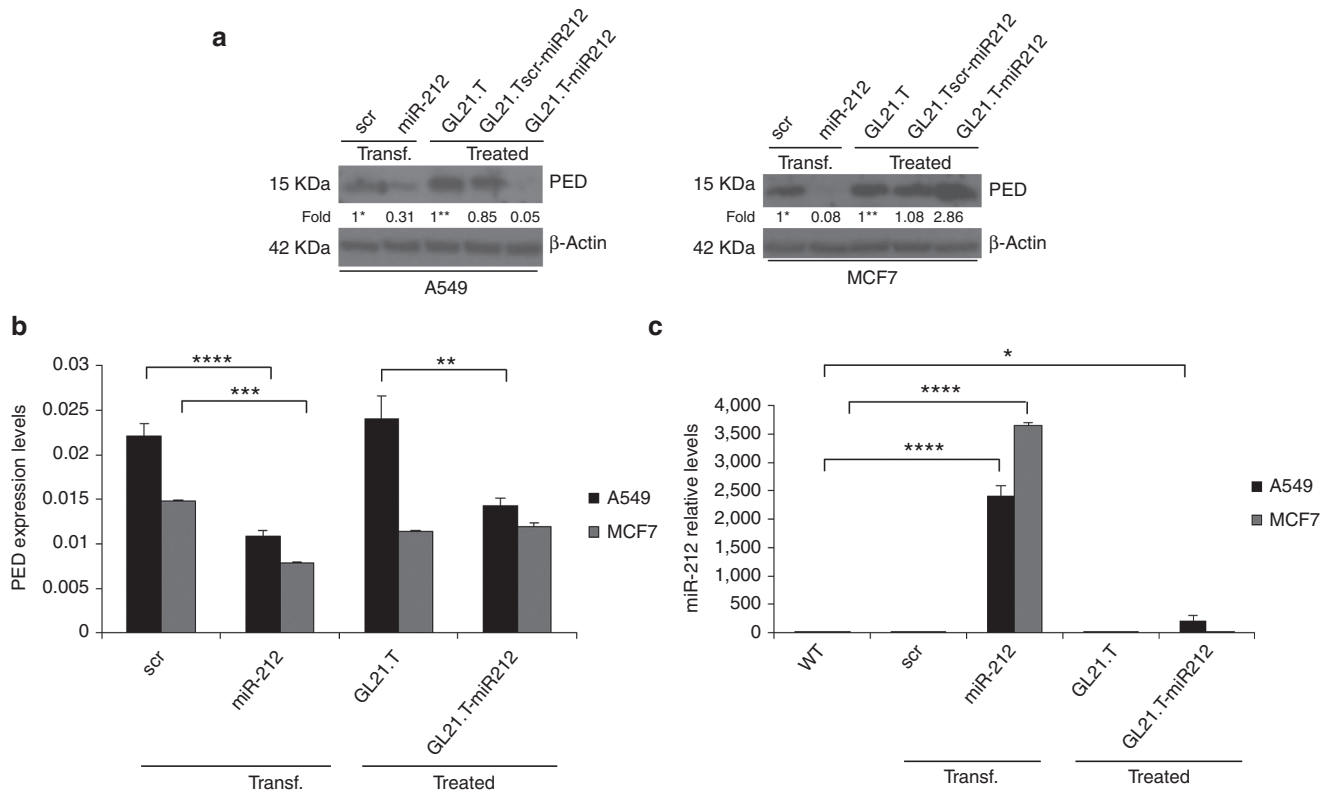 a
scr
miR-212
GL21.T
GL21.Tscr-miR212
GL21.T-miR212
Transf.
Treated
15 KDa
PED
Fold 1* 0.31 1** 0.85 0.05
42 KDa
β-Actin
A549
scr
miR-212
GL21.T
GL21.Tscr-miR212
GL21.T-miR212
Transf.
Treated
15 KDa
PED
Fold 1* 0.08 1** 1.08 2.86
42 KDa
β-Actin
MCF7
b
PED expression levels
0.03
0.025
0.02
0.015
0.01
0.005
0
****
***
**
A549
MCF7
scr
miR-212
GL21.T
GL21.T-miR212
Transf.
Treated
c
miR-212 relative levels
4,000
3,500
3,000
2,500
2,000
1,500
1,000
500
0
*
****
****
A549
MCF7
WT
scr
miR-212
GL21.T
GL21.T-miR212
Transf.
Treated